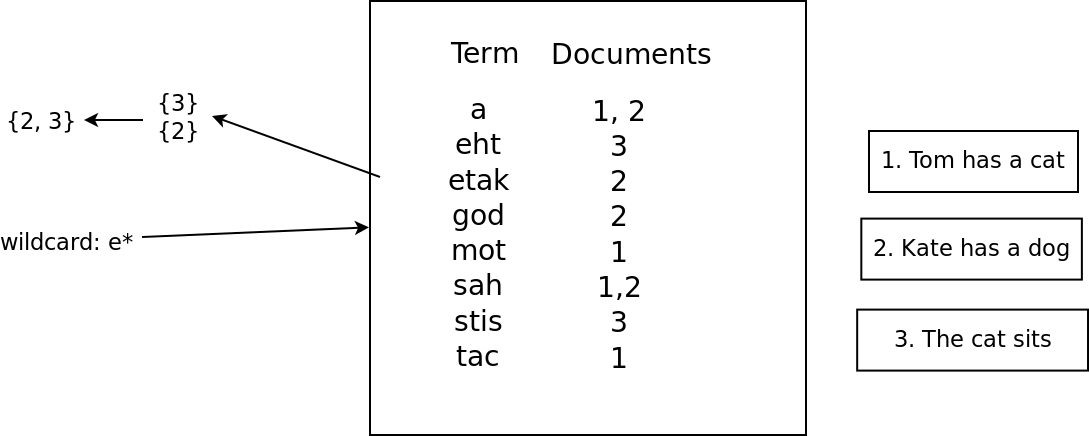 Term Documents
a 1, 2
eht 3
etak 2
god 2
mot 1
sah 1,2
stis 3
tac 1
{3}
{2}
{2, 3}
wildcard: e*
1. Tom has a cat
2. Kate has a dog
3. The cat sits